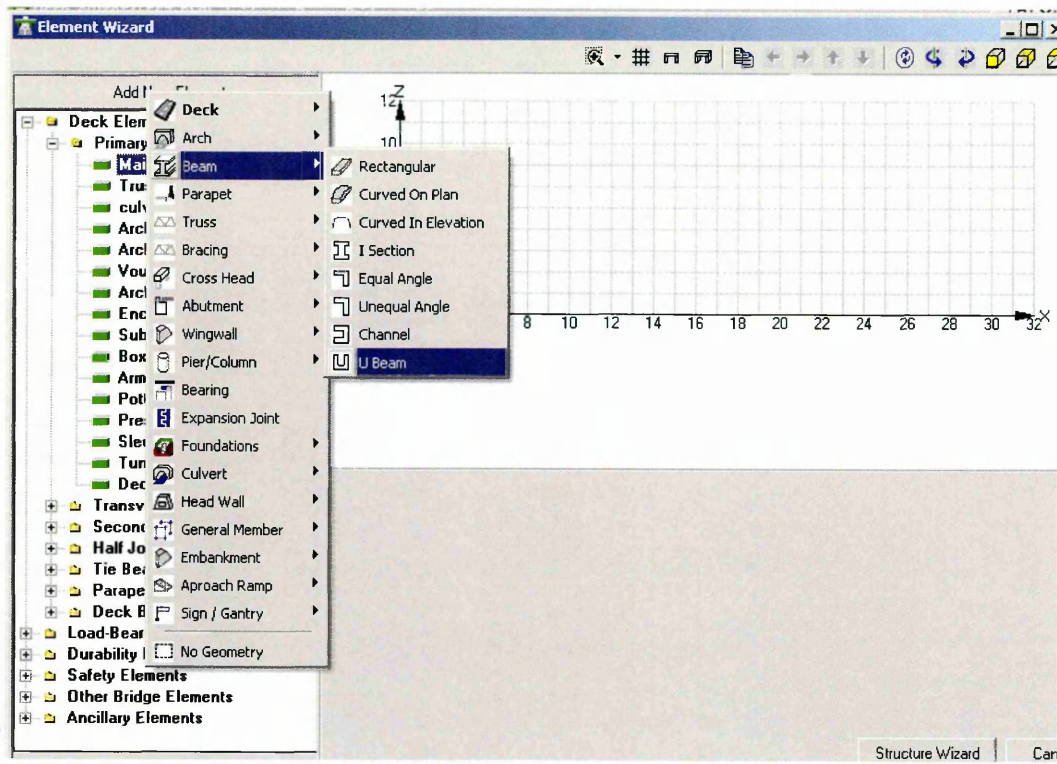 Element Wizard
Add
Deck Elem
Primary
Mai
Tru
culv
Arcl
Arcl
Vou
Arcl
Enc
Sub
Box
Arm
Pot
Pre
Sle
Tun
Dec
Transv
Second
Half Jo
Tie Bea
Parape
Deck B
Load-Bear
Durability
Safety Elements
Other Bridge Elements
Ancillary Elements
Deck
Arch
Beam
Parapet
Truss
Bracing
Cross Head
Abutment
Wingwall
Pier/Column
Bearing
Expansion Joint
Foundations
Culvert
Head Wall
General Member
Embankment
Aproach Ramp
Sign / Gantry
No Geometry
Rectangular
Curved On Plan
Curved In Elevation
I Section
Equal Angle
Unequal Angle
Channel
U Beam
Z
12
10
8 10 12 14 16 18 20 22 24 26 28 30 32 X
Structure Wizard
Can